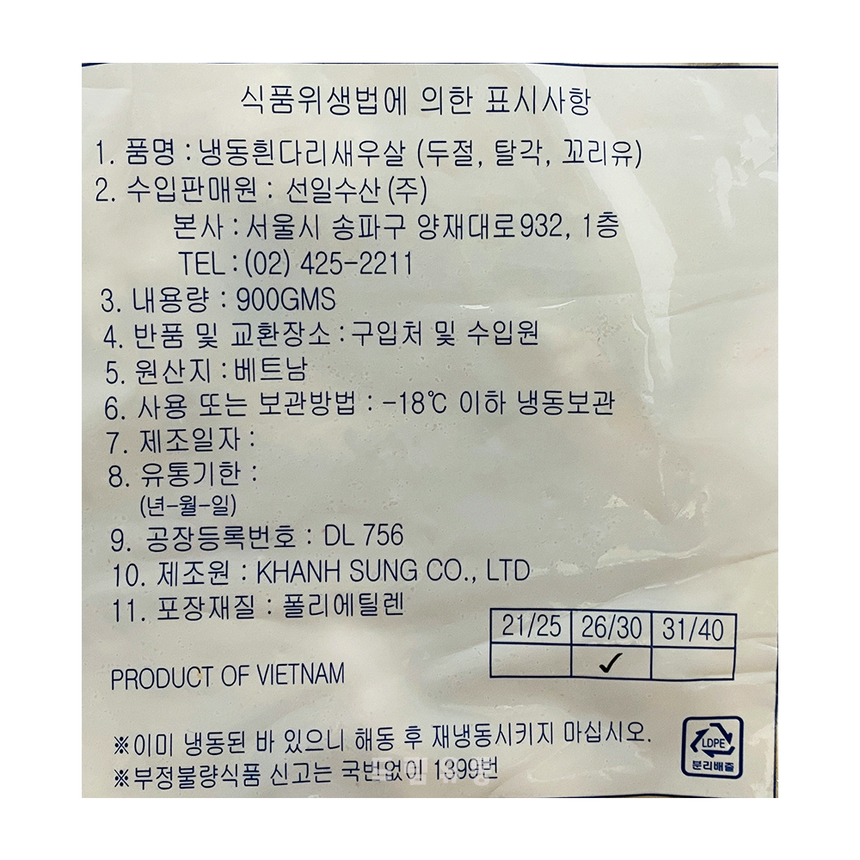 식품위생법에 의한 표시사항
1. 품명 : 냉동흰다리새우살 (두절, 탈각, 꼬리유)
2. 수입판매원 : 선일수산 (주)
본사 : 서울시 송파구 양재대로932, 1층
TEL : (02) 425-2211
3. 내용량 : 900GMS
4. 반품 및 교환장소 : 구입처 및 수입원
5. 원산지 : 베트남
6. 사용 또는 보관방법 : -18℃ 이하 냉동보관
7. 제조일자 :
8. 유통기한 :
(년-월-일)
9. 공장등록번호 : DL 756
10. 제조원 : KHANH SUNG CO., LTD
11. 포장재질 : 폴리에틸렌
21/25 26/30 31/40
✓
PRODUCT OF VIETNAM
※이미 냉동된 바 있으니 해동 후 재냉동시키지 마십시오.
※부정불량식품 신고는 국번없이 1399번
LDPE
분리배출